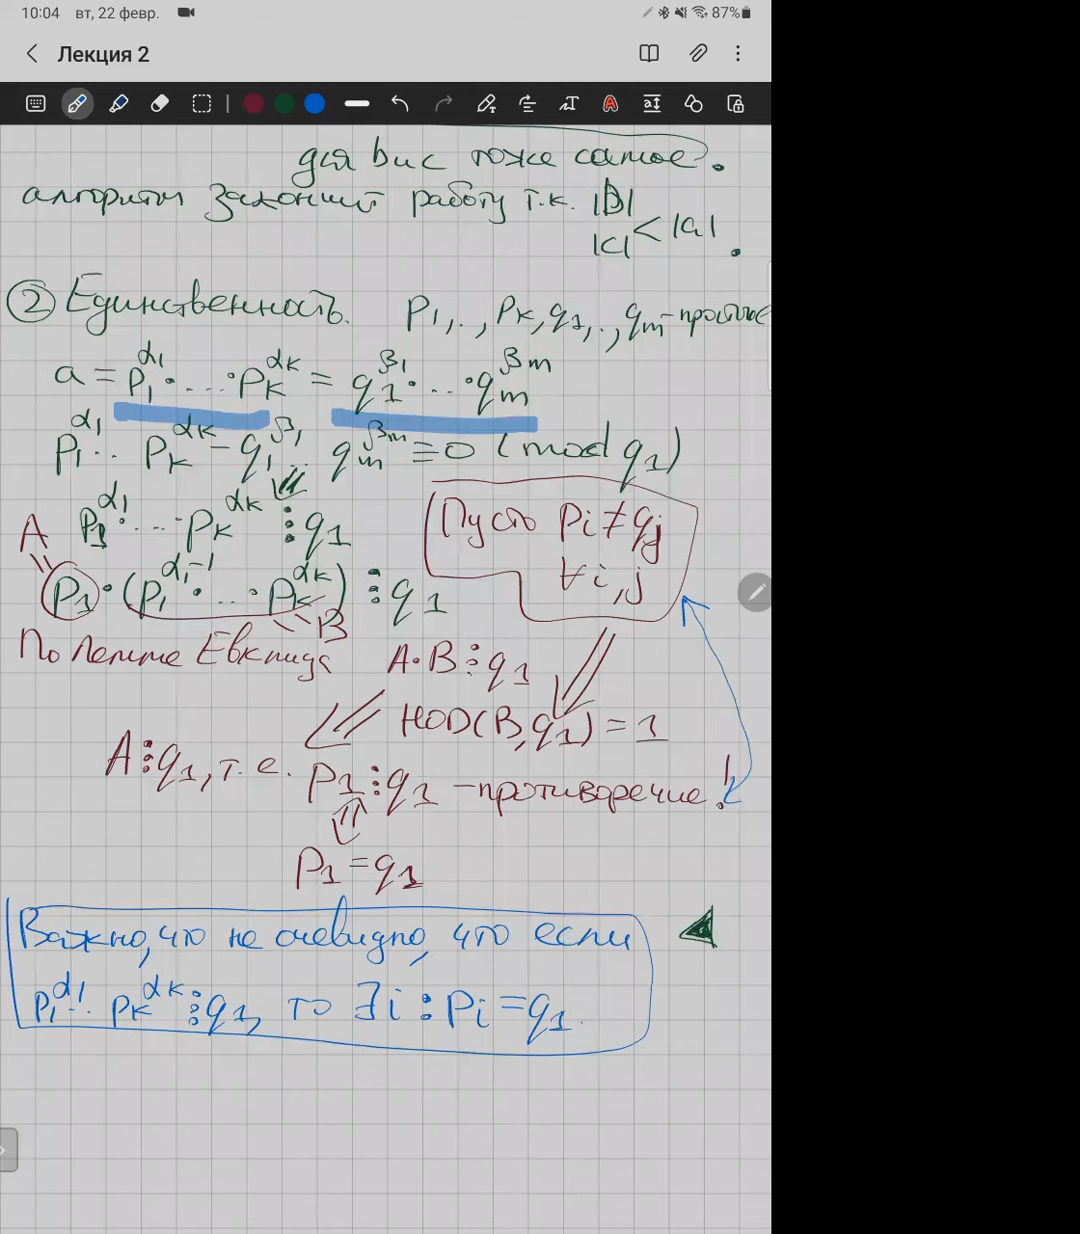 10:04 вт, 22 февр. 87%
Лекция 2
для b и c тоже самое.
алгоритм закончит работу т.к. |b|
|c| < |a|.
② Единственность. p1, .., pk, q1, .., qm - простые
a = p1^α1 · ... · pk^αk = q1^β1 · ... · qm^βm
p1^α1 ... pk^αk - q1^β1 ... qm^βm ≡ 0 (mod q1)
⇓
p1^α1 · ... · pk^αk ⋮ q1
Пусть pi ≠ qj
∀ i, j
A
p1 · (p1^α1-1 · ... · pk^αk) ⋮ q1
B
По Лемме Евклида A · B ⋮ q1
НОD(B, q1) = 1
A ⋮ q1, т.е. p1 ⋮ q1 - противоречие!
⇕
p1 = q1
Важно, что не очевидно, что если
p1^α1 ... pk^αk ⋮ q1, то ∃ i : pi = q1.